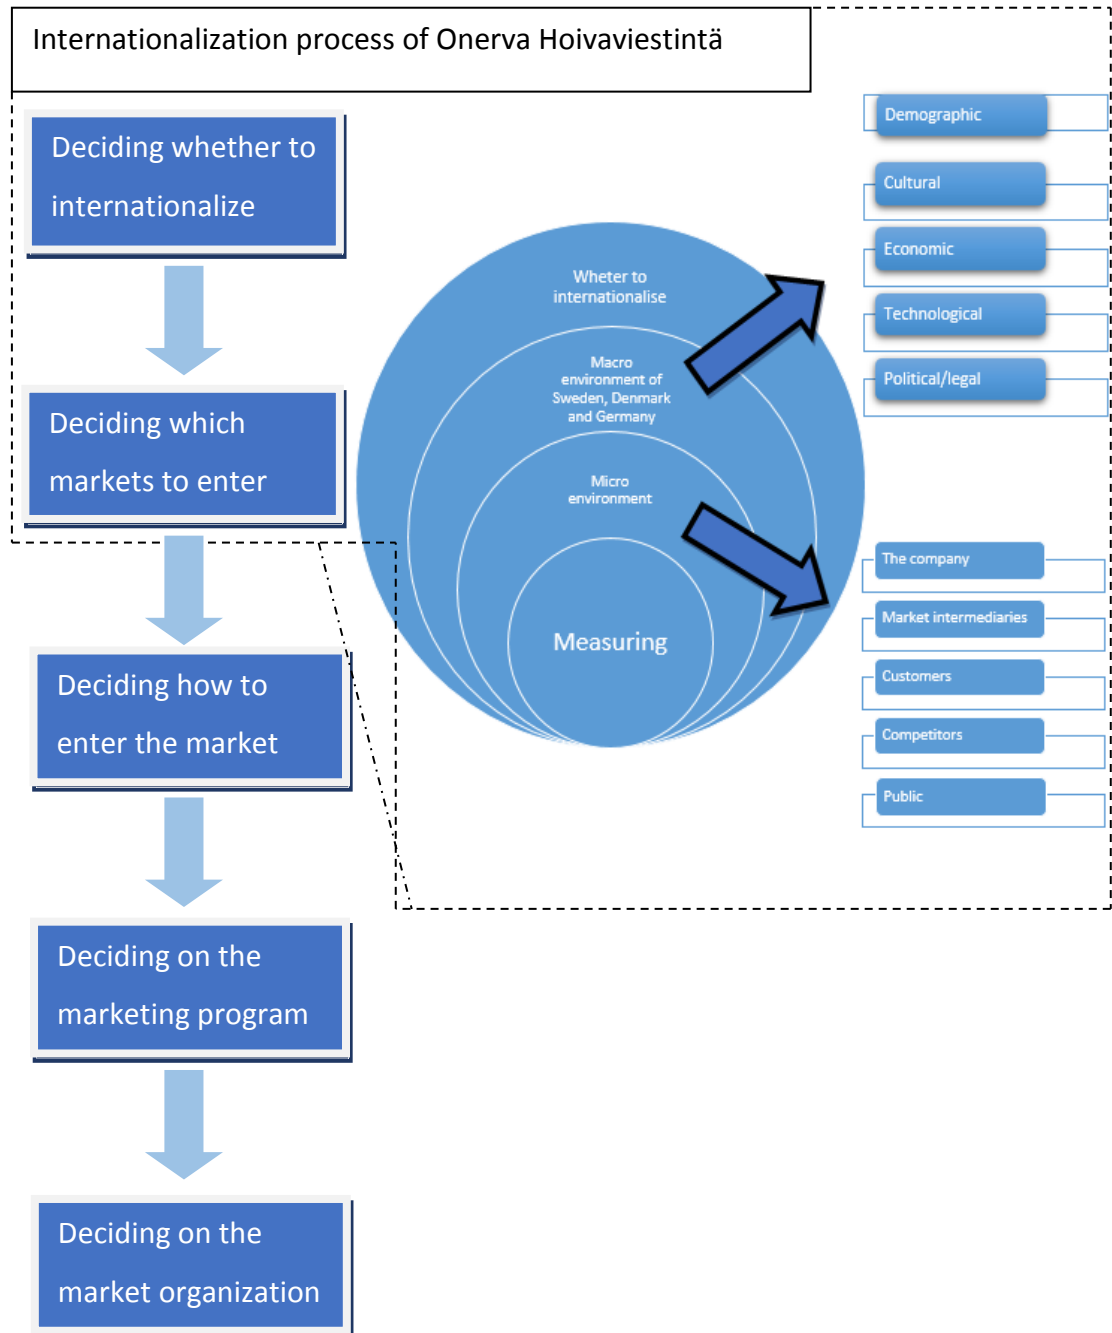 Internationalization process of Onerva Hoivaviestintä
Deciding whether to
internationalize
Deciding which
markets to enter
Deciding how to
enter the market
Deciding on the
marketing program
Deciding on the
market organization
Wheter to
internationalise
Macro
environment of
Sweden, Denmark
and Germany
Micro
environment
Measuring
Demographic
Cultural
Economic
Technological
Political/legal
The company
Market intermediaries
Customers
Competitors
Public